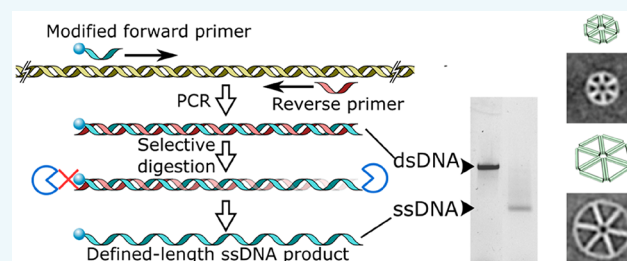 Modified forward primer
PCR
Reverse primer
Selective
digestion
dsDNA
ssDNA
Defined-length ssDNA product